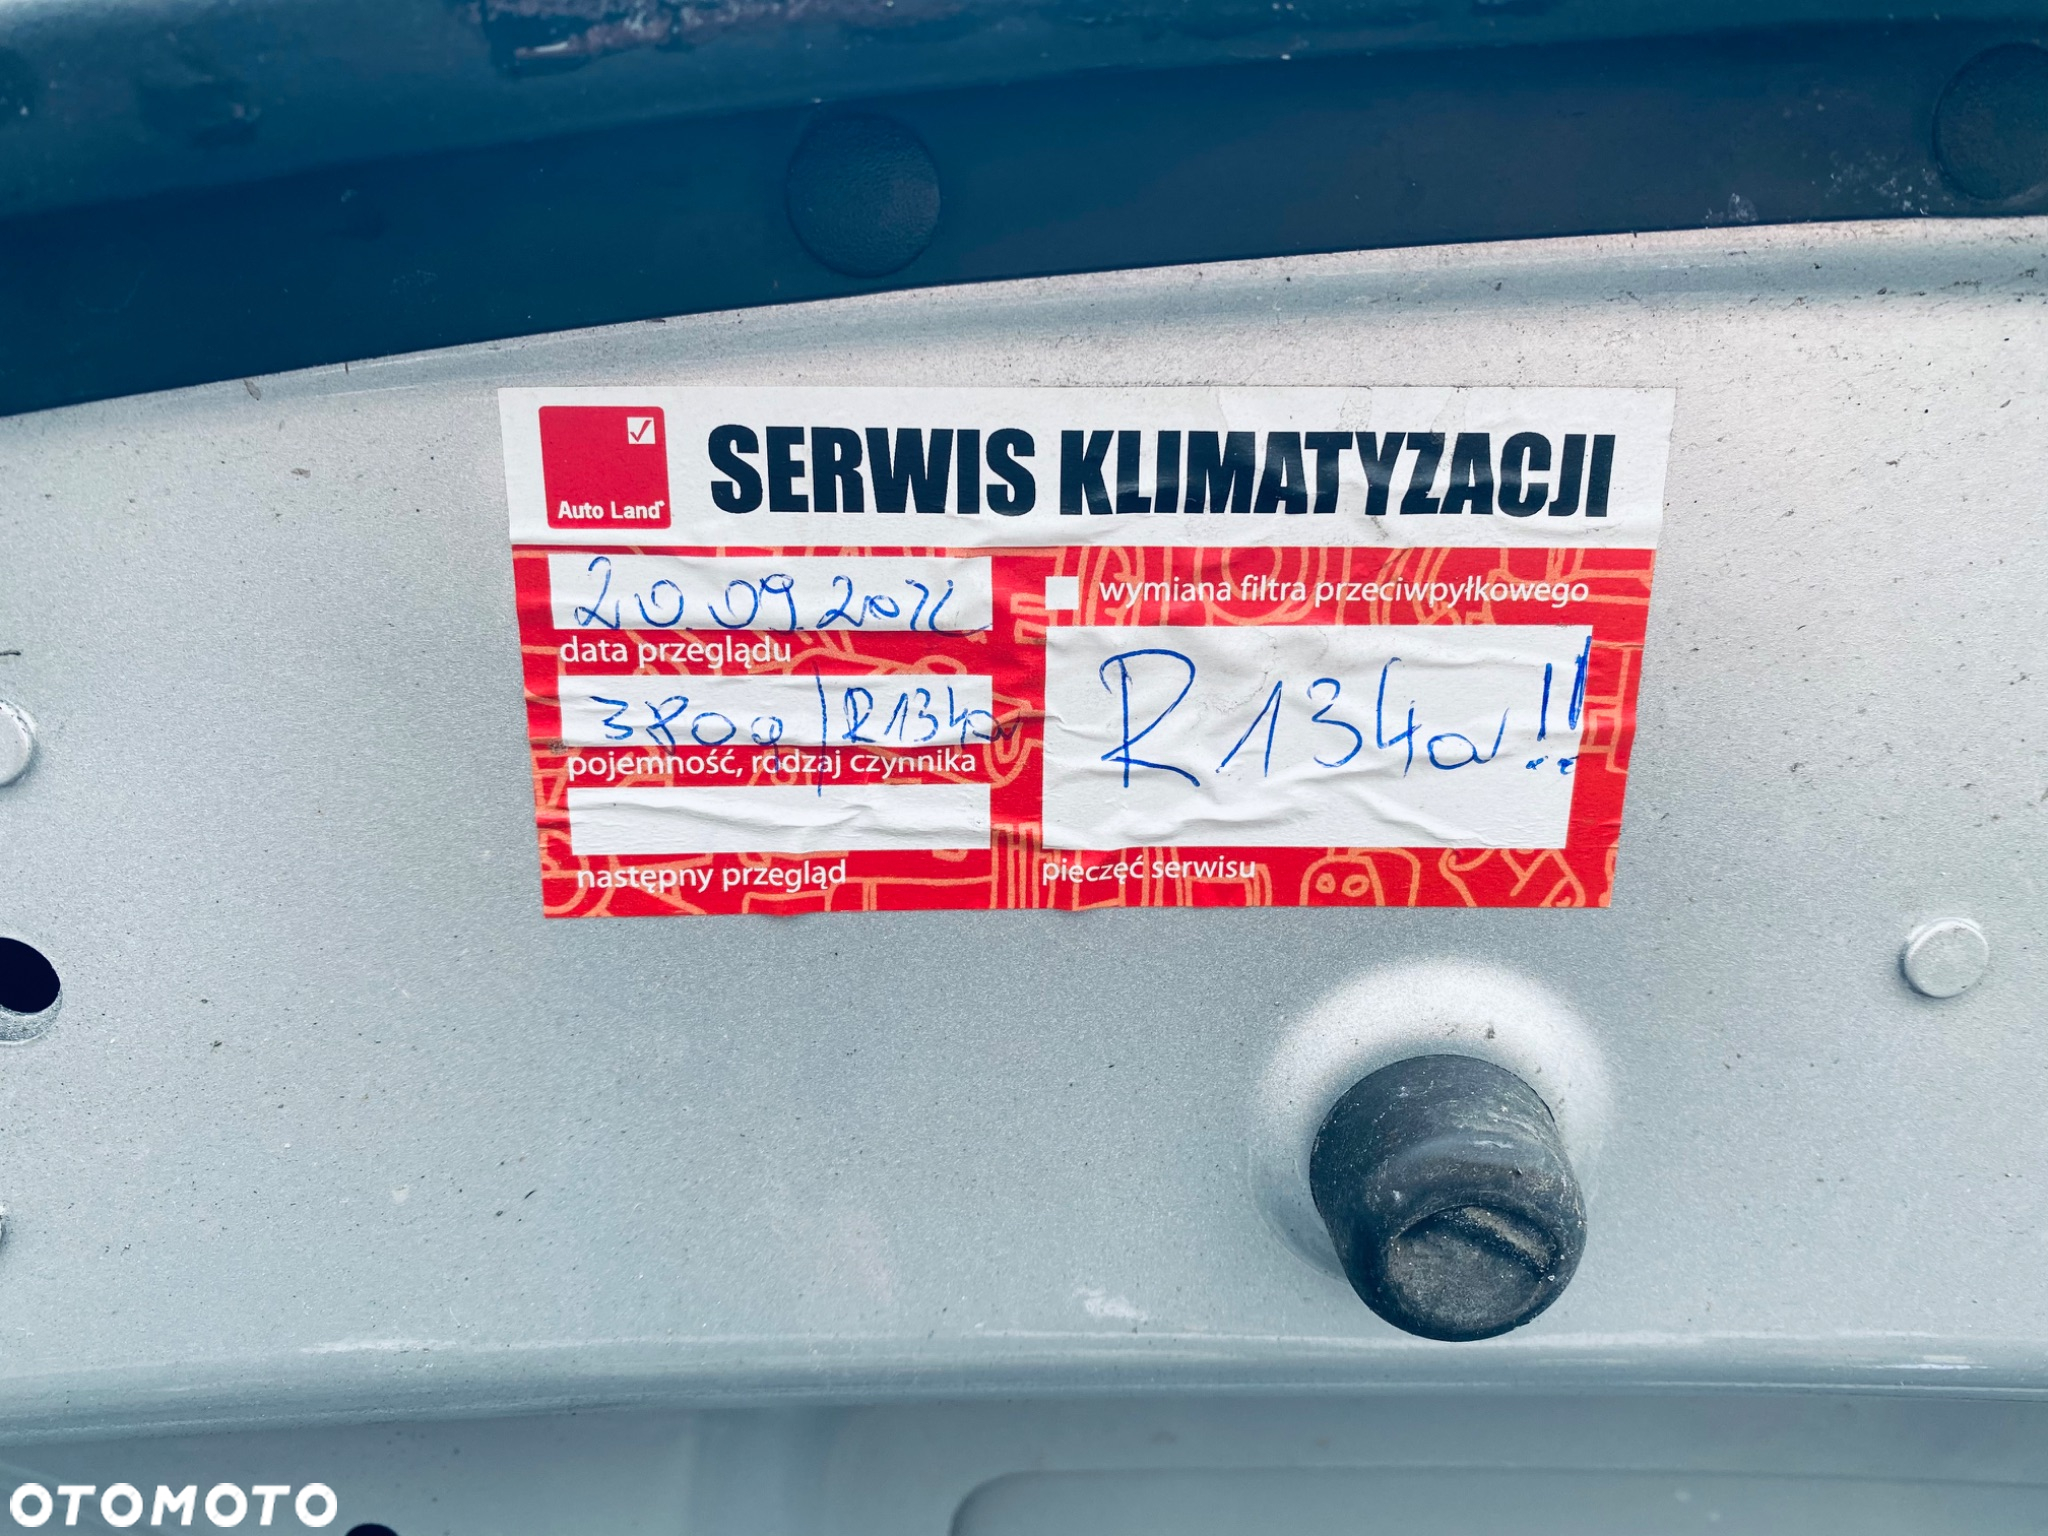 SERWIS KLIMATYZACJI
Auto Land
20.09.2022
data przeglądu
380g / R134a
pojemność, rodzaj czynnika
następny przegląd
wymiana filtra przeciwpyłkowego
R134a!!
pieczęć serwisu
OTOMOTO